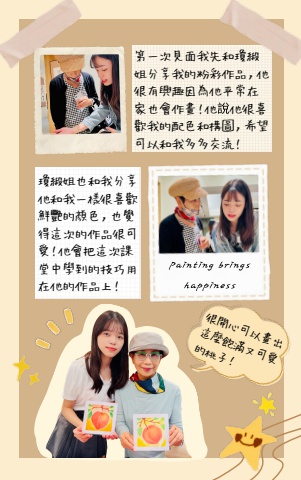 第一次見面我先和瓊緞
姐分享我的粉彩作品，他
很有興趣因為他平常在
家也會作畫！他說他很喜
歡我的配色和構圖，希望
可以和我多多交流！
瓊緞姐也和我分享
他和我一樣很喜歡
鮮艷的顏色，也覺
得這次的作品很可
愛！他會把這次課
堂中學到的技巧用
在他的作品上！
Painting brings
happiness
很開心可以畫出
這麼飽滿又可愛
的桃子！